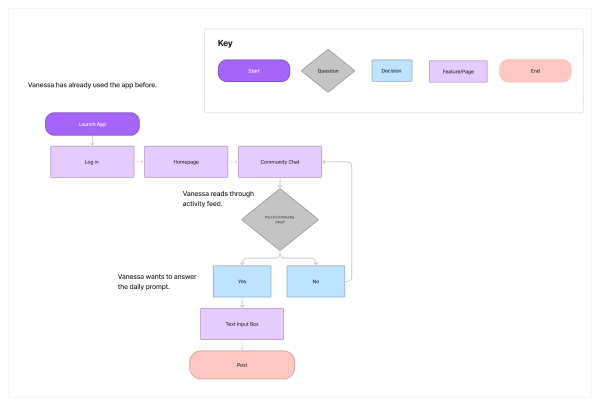 Key
Start
Question
Decision
Feature/Page
End
Vanessa has already used the app before.
Launch App
Log in
Homepage
Community Chat
Vanessa reads through
activity feed.
Post in Community
Chat?
Vanessa wants to answer
the daily prompt.
Yes
No
Text Input Box
Post